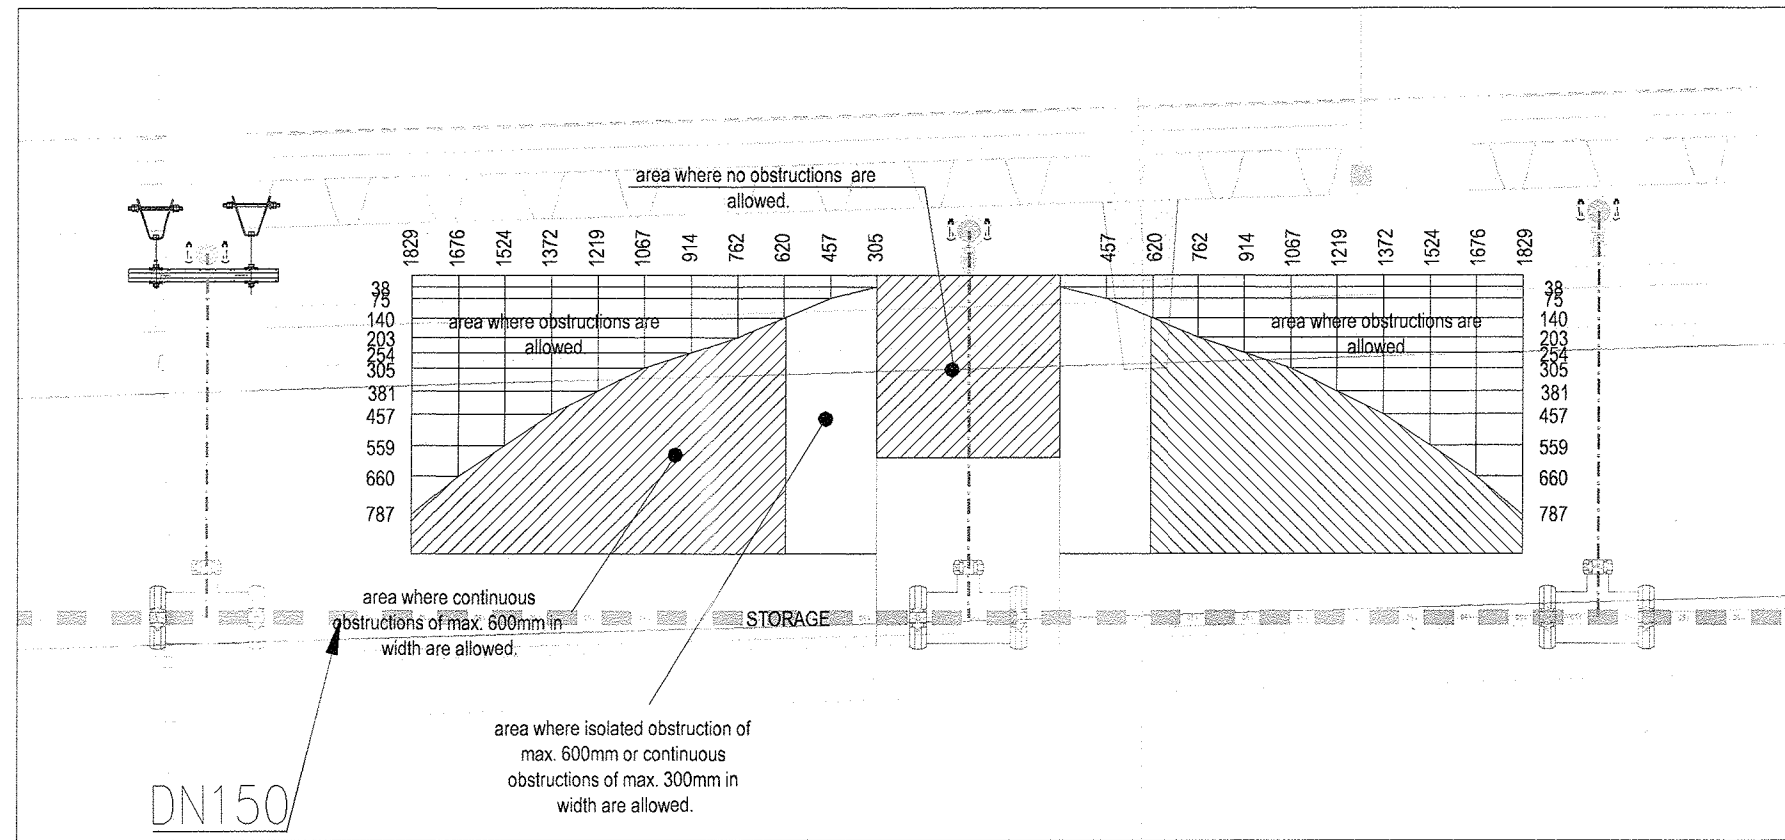 area where no obstructions are
allowed.
1829 1676 1524 1372 1219 1067 914 762 620 457 305
457 620 762 914 1067 1219 1372 1524 1676 1829
38
75
140
203
254
305
381
457
559
660
787
area where obstructions are
allowed.
area where obstructions are
allowed
38
75
140
203
254
305
381
457
559
660
787
area where continuous
obstructions of max. 600mm in
width are allowed.
STORAGE
area where isolated obstruction of
max. 600mm or continuous
obstructions of max. 300mm in
width are allowed.
DN150